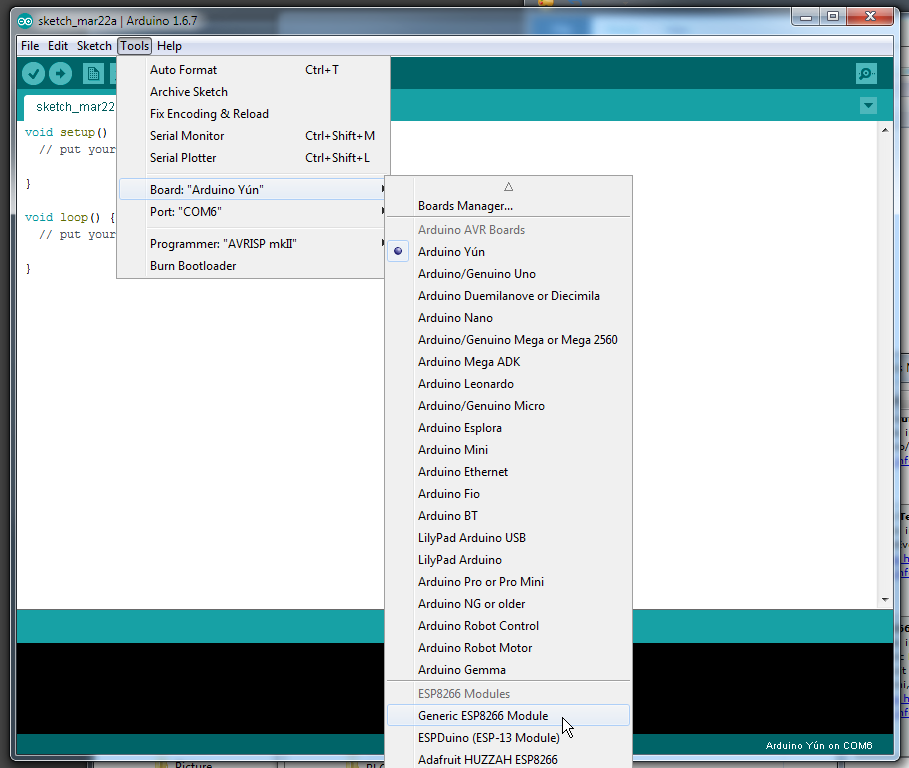 sketch_mar22a | Arduino 1.6.7
File Edit Sketch Tools Help
sketch_mar22
void setup()
// put your
}
void loop() {
// put your
}
Auto Format Ctrl+T
Archive Sketch
Fix Encoding & Reload
Serial Monitor Ctrl+Shift+M
Serial Plotter Ctrl+Shift+L
Board: "Arduino Yún"
Port: "COM6"
Programmer: "AVRISP mkII"
Burn Bootloader
Boards Manager...
Arduino AVR Boards
Arduino Yún
Arduino/Genuino Uno
Arduino Duemilanove or Diecimila
Arduino Nano
Arduino/Genuino Mega or Mega 2560
Arduino Mega ADK
Arduino Leonardo
Arduino/Genuino Micro
Arduino Esplora
Arduino Mini
Arduino Ethernet
Arduino Fio
Arduino BT
LilyPad Arduino USB
LilyPad Arduino
Arduino Pro or Pro Mini
Arduino NG or older
Arduino Robot Control
Arduino Robot Motor
Arduino Gemma
ESP8266 Modules
Generic ESP8266 Module
ESPDuino (ESP-13 Module)
Adafruit HUZZAH ESP8266
Arduino Yún on COM6
Picture